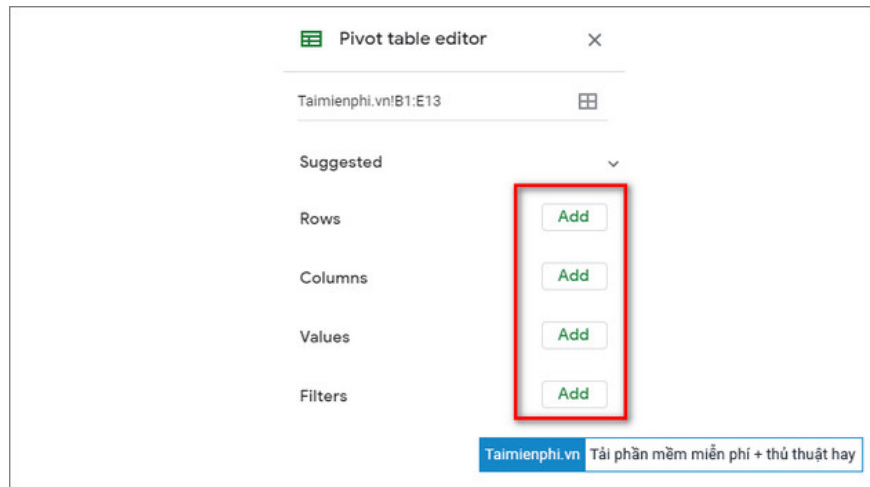 Pivot table editor
Taimienphi.vn!B1:E13
Suggested
Rows Add
Columns Add
Values Add
Filters Add
Taimienphi.vn Tải phần mềm miễn phí + thủ thuật hay